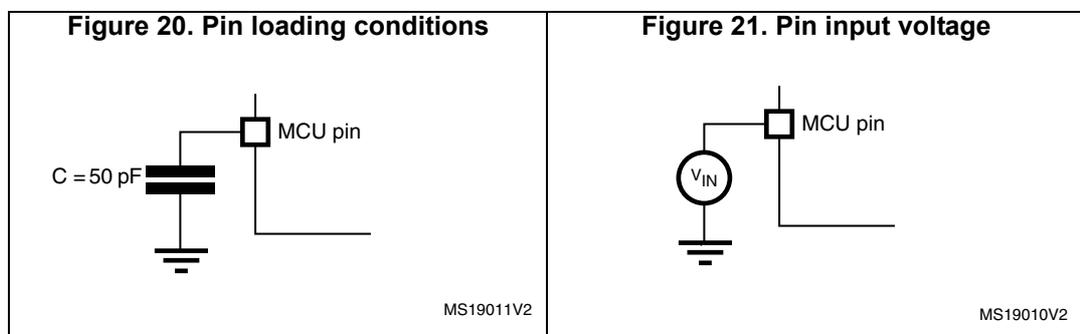 Figure 20. Pin loading conditions
MCU pin
C = 50 pF
MS19011V2
Figure 21. Pin input voltage
MCU pin
VIN
MS19010V2